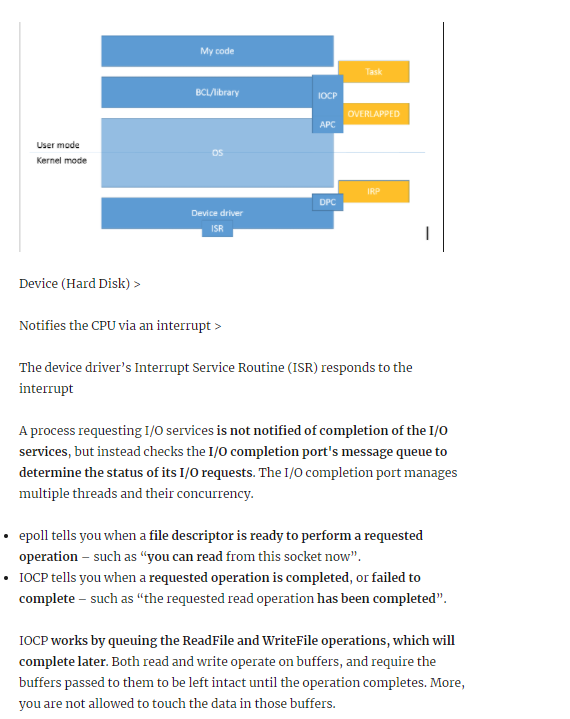 My code
Task
BCL/library
IOCP
OVERLAPPED
APC
User mode
OS
Kernel mode
IRP
DPC
Device driver
ISR
Device (Hard Disk) >
Notifies the CPU via an interrupt >
The device driver’s Interrupt Service Routine (ISR) responds to the
interrupt
A process requesting I/O services is not notified of completion of the I/O
services, but instead checks the I/O completion port's message queue to
determine the status of its I/O requests. The I/O completion port manages
multiple threads and their concurrency.
• epoll tells you when a file descriptor is ready to perform a requested
operation – such as “you can read from this socket now”.
• IOCP tells you when a requested operation is completed, or failed to
complete – such as “the requested read operation has been completed”.
IOCP works by queuing the ReadFile and WriteFile operations, which will
complete later. Both read and write operate on buffers, and require the
buffers passed to them to be left intact until the operation completes. More,
you are not allowed to touch the data in those buffers.